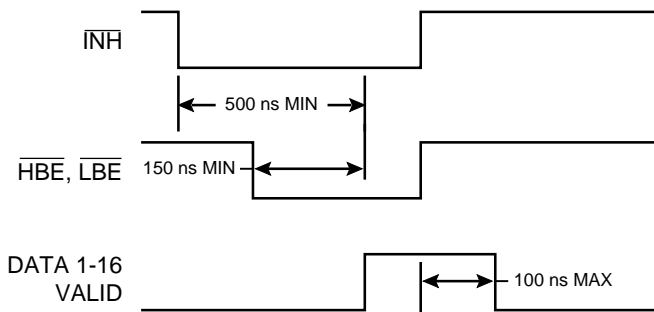 INH
500 ns MIN
HBE, LBE
150 ns MIN
DATA 1-16
VALID
100 ns MAX